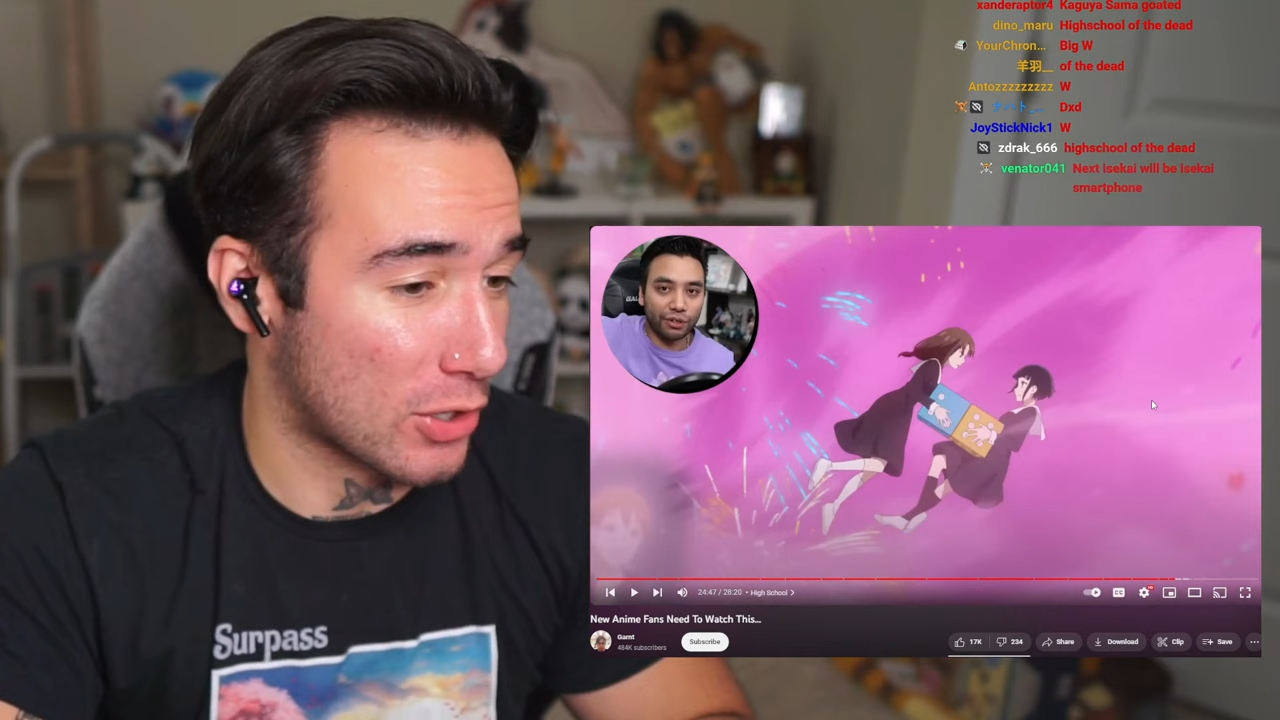 xanderaptor4 Kaguya Sama goated
dino_maru Highschool of the dead
YourChron... Big W
羊羽__ of the dead
Antozzzzzzzzz W
Dxd
JoyStickNick1 W
zdrak_666 highschool of the dead
venator041 Next isekai will be isekai
smartphone
24:47 / 28:20 • High School >
CC
HD
New Anime Fans Need To Watch This...
Gamt
484K subscribers
Subscribe
17K
234
Share
Download
Clip
Save
Surpass